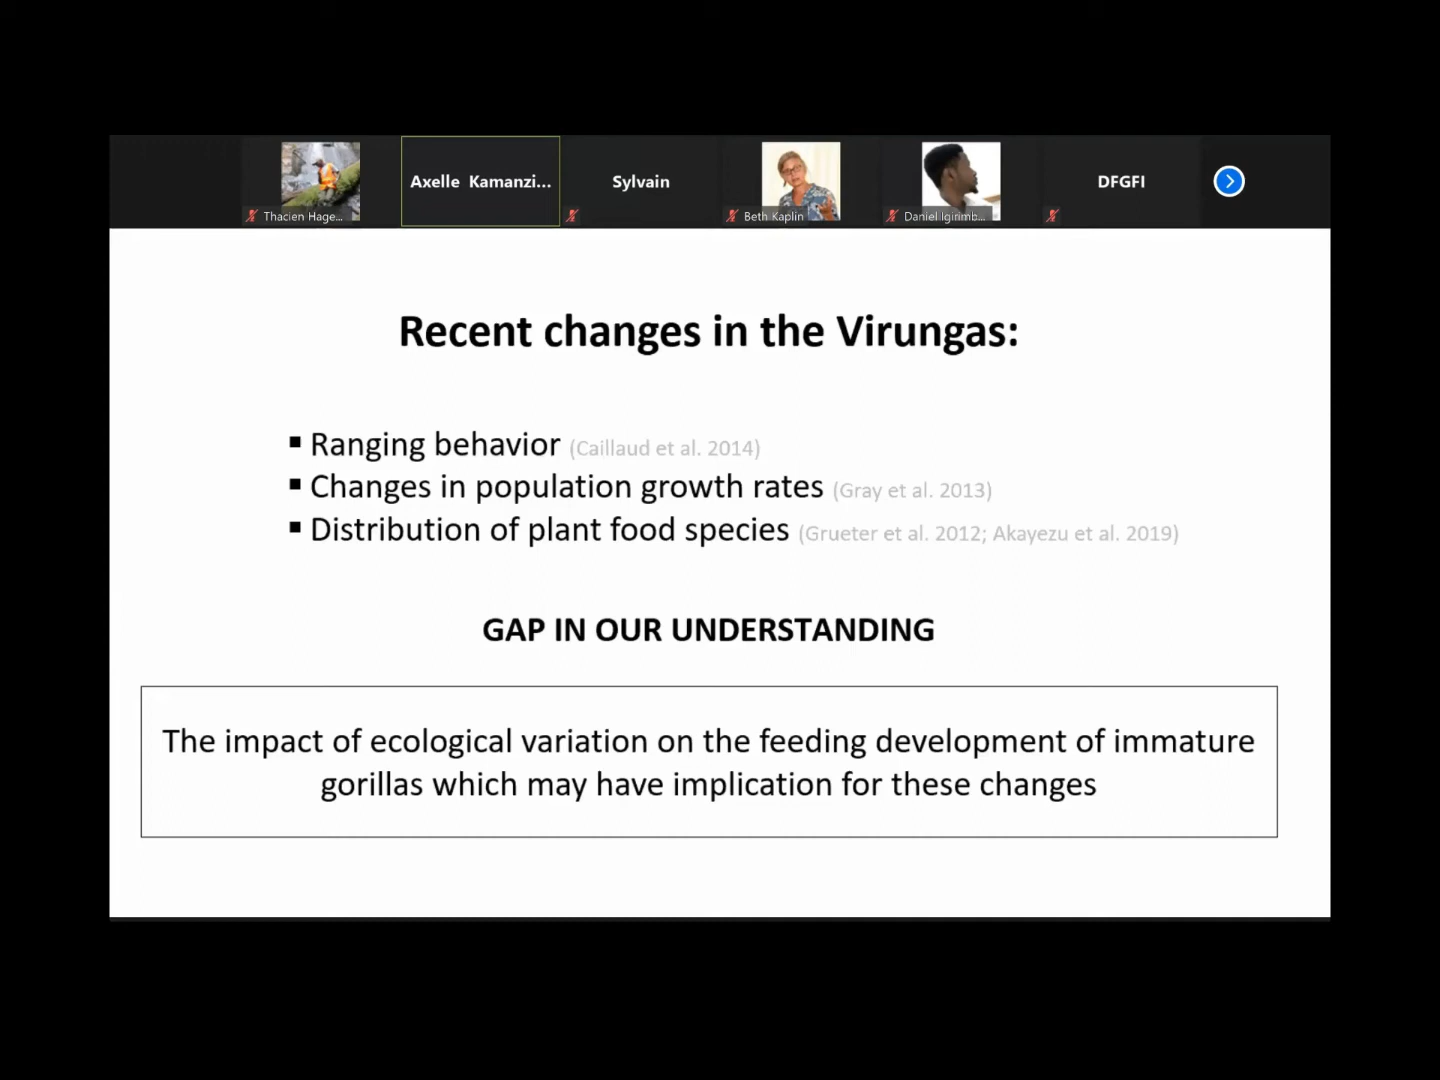 Axelle Kamanzi...
Sylvain
DFGFI
Thacien Hage...
Beth Kaplin
Daniel Igirimb...
Recent changes in the Virungas:
▪ Ranging behavior (Caillaud et al. 2014)
▪ Changes in population growth rates (Gray et al. 2013)
▪ Distribution of plant food species (Grueter et al. 2012; Akayezu et al. 2019)
GAP IN OUR UNDERSTANDING
The impact of ecological variation on the feeding development of immature
gorillas which may have implication for these changes